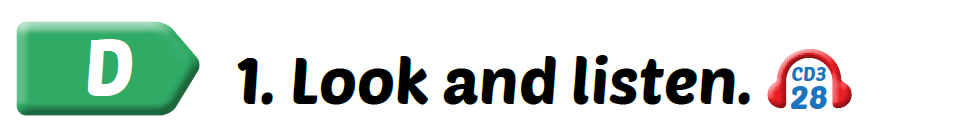 D 1. Look and listen. CD3
28